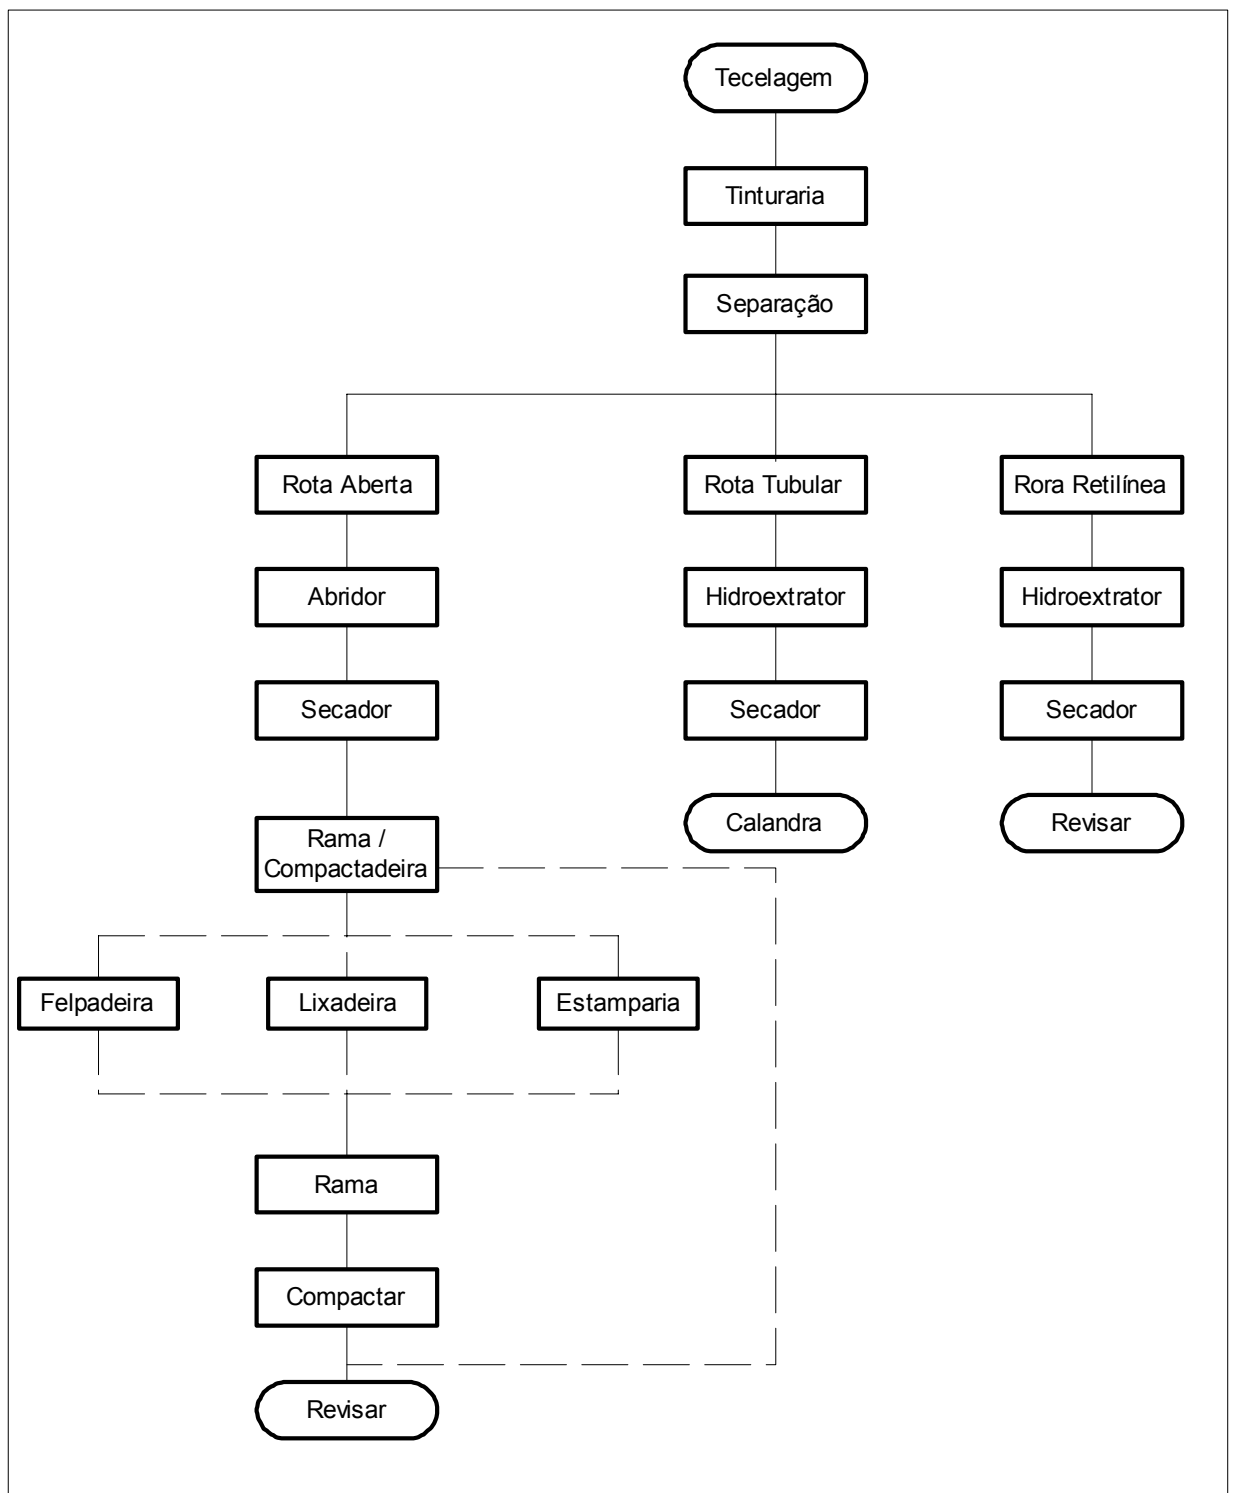 Tecelagem
Tinturaria
Separação
Rota Aberta
Rota Tubular
Rora Retilínea
Abridor
Hidroextrator
Hidroextrator
Secador
Secador
Secador
Rama /
Compactadeira
Calandra
Revisar
Felpadeira
Lixadeira
Estamparia
Rama
Compactar
Revisar